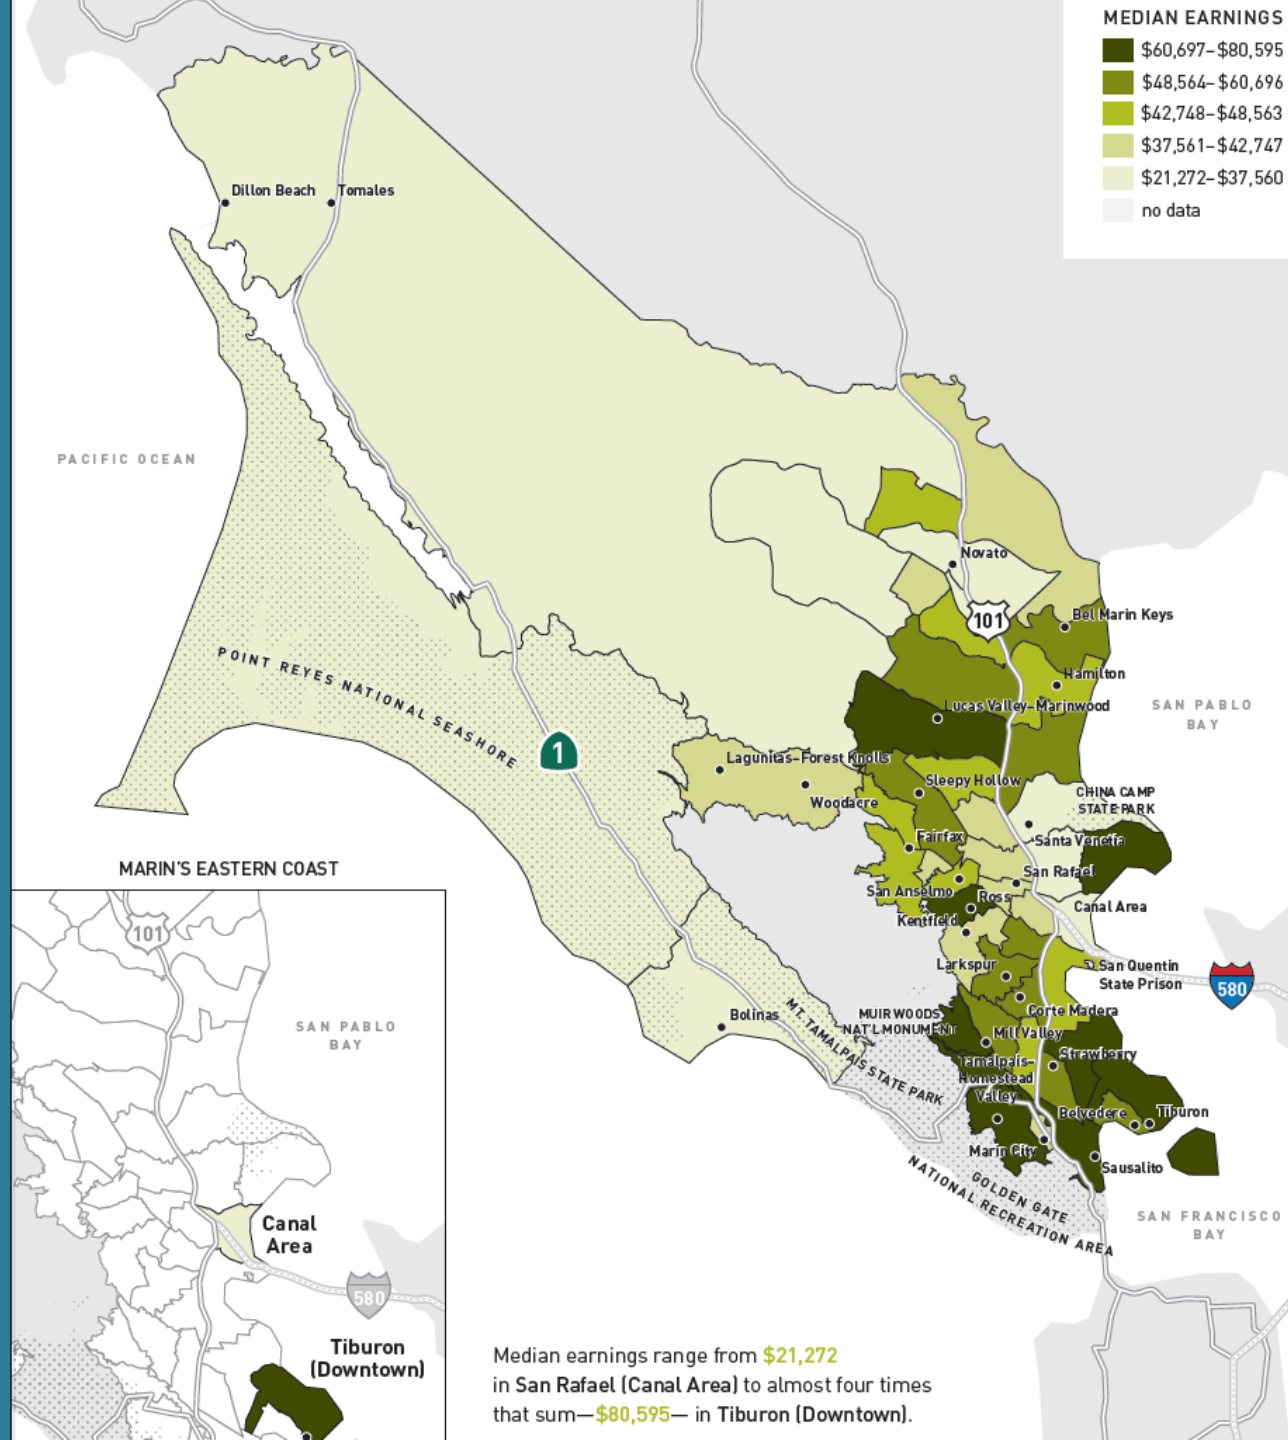 MEDIAN EARNINGS
$60,697–$80,595
$48,564–$60,696
$42,748–$48,563
$37,561–$42,747
$21,272–$37,560
no data
Dillon Beach
Tomales
PACIFIC OCEAN
Novato
101
Bel Marin Keys
Hamilton
Lucas Valley–Marinwood
SAN PABLO
BAY
POINT REYES NATIONAL SEASHORE
1
Lagunitas–Forest Knolls
Woodacre
Sleepy Hollow
CHINA CAMP
STATE PARK
Fairfax
Santa Venetia
San Rafael
San Anselmo
Ross
Canal Area
Kentfield
Larkspur
San Quentin
State Prison
580
Corte Madera
Bolinas
MUIR WOODS
NAT'L MONUMENT
MT. TAMALPAIS STATE PARK
Mill Valley
Strawberry
Tamalpais–
Homestead
Valley
Belvedere
Tiburon
Marin City
Sausalito
GOLDEN GATE
NATIONAL RECREATION AREA
SAN FRANCISCO
BAY
MARIN'S EASTERN COAST
101
SAN PABLO
BAY
Canal
Area
580
Tiburon
(Downtown)
Median earnings range from $21,272
in San Rafael (Canal Area) to almost four times
that sum—$80,595— in Tiburon (Downtown).